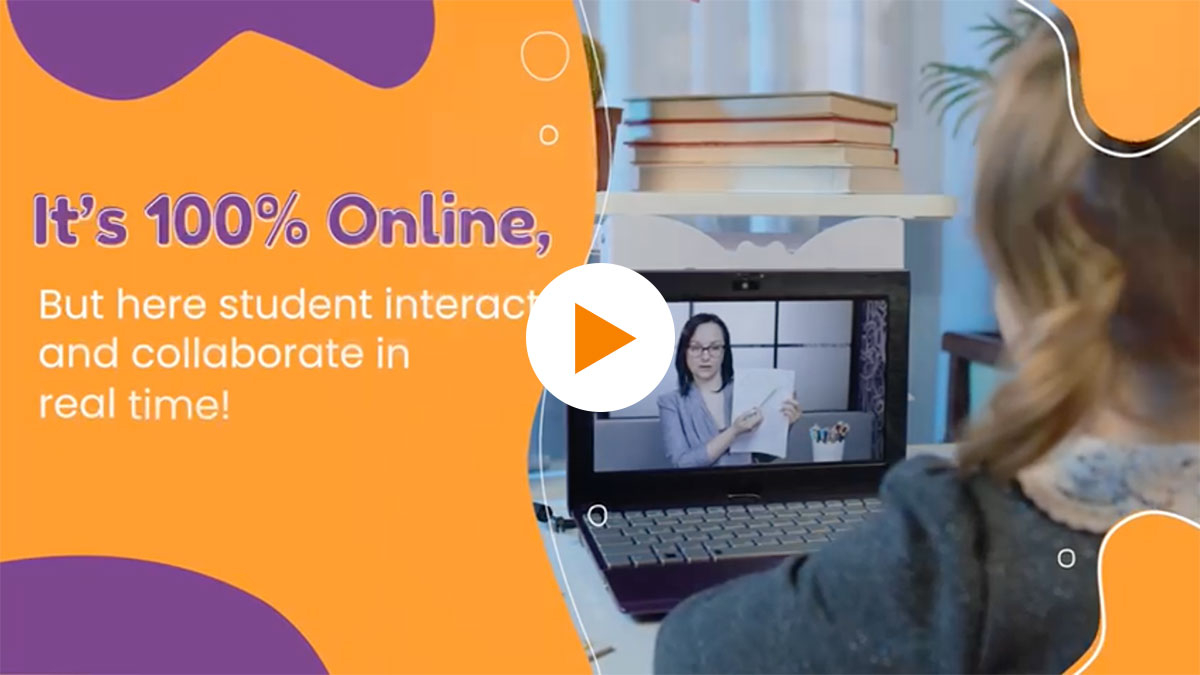 It's 100% Online,
But here student interact
and collaborate in
real time!